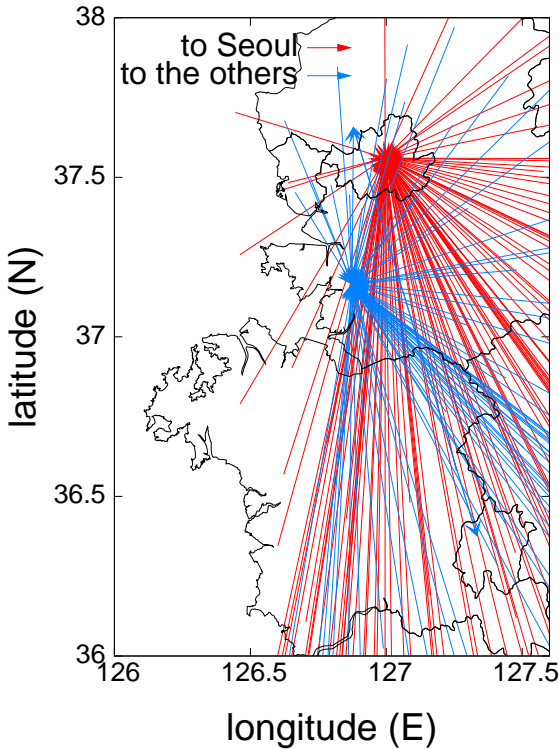 38
to Seoul
to the others
37.5
37
36.5
36
126
126.5
127
127.5
latitude (N)
longitude (E)